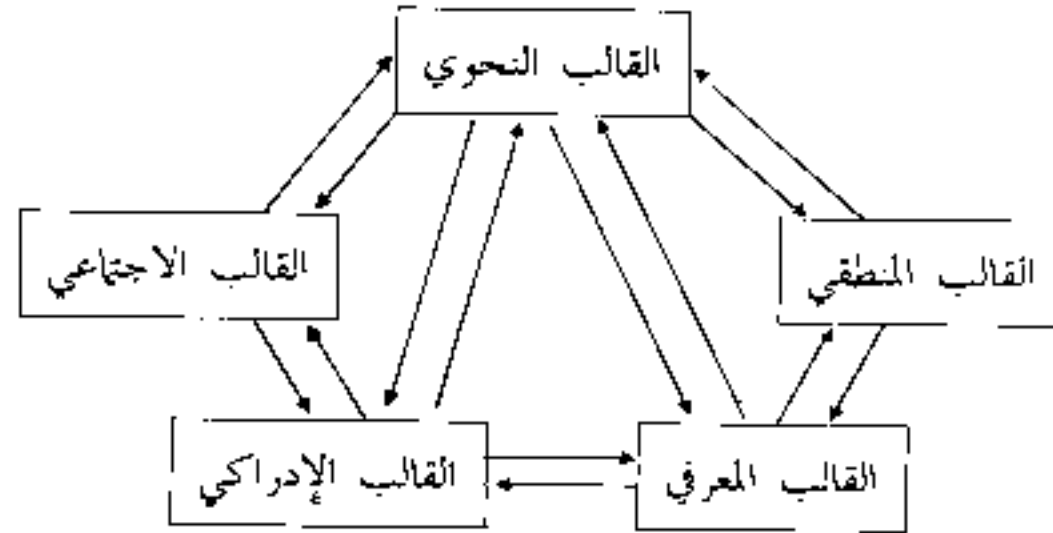 القالب النحوي
القالب المنطقي
القالب الاجتماعي
القالب المعرفي
القالب الإدراكي